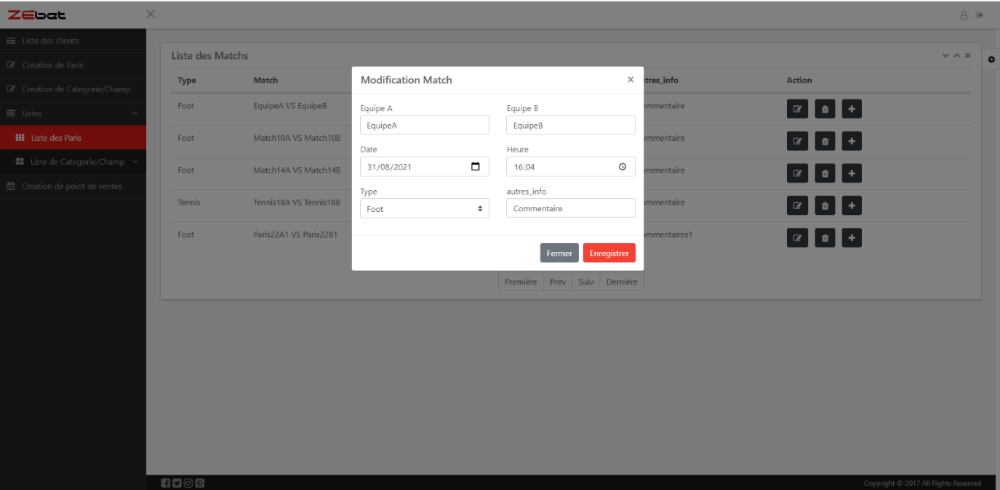 ZEbet
Liste des clients
Creation de Paris
Creation de Categorie/Champ
Listes
Liste des Paris
Liste de Categorie/Champ
Creation de point de ventes
Liste des Matchs
Type Match utres_info Action
Foot EquipeA VS EquipeB ommentaire
Foot Match10A VS Match10B ommentaire
Foot Match14A VS Match14B ommentaire
Tennis Tennis18A VS Tennis18B ommentaire
Foot Paris22A1 VS Paris22B1 ommentaires1
Première Prev Suiv Dernière
Modification Match ×
Equipe A Equipe B
EquipeA EquipeB
Date Heure
31/08/2021 16:04
Type autres_info
Foot Commentaire
Fermer Enregistrer
Copyright © 2017 All Rights Reserved